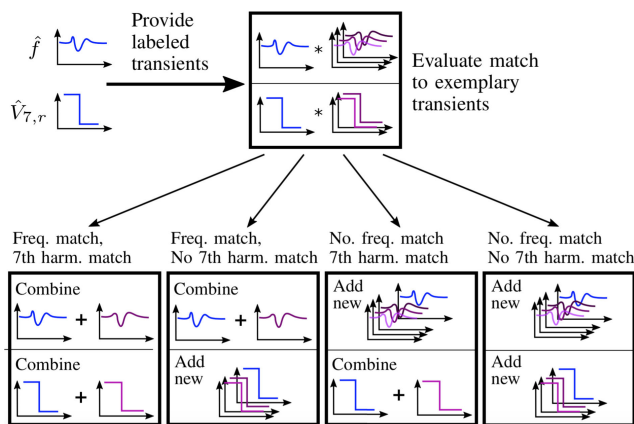 f̂
V̂7,r
Provide
labeled
transients
*
*
Evaluate match
to exemplary
transients
Freq. match,
7th harm. match
Freq. match,
No 7th harm. match
No. freq. match
7th harm. match
No. freq. match
No 7th harm. match
Combine
+
Combine
+
Combine
+
Add
new
Add
new
Combine
+
Add
new
Add
new